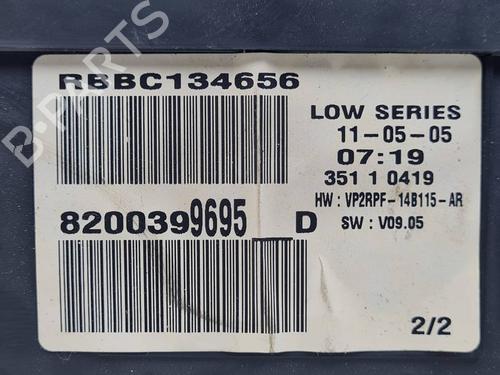 RBBC134656
LOW SERIES
11-05-05
07:19
351 1 0419
HW : VP2RPF-14B115-AR
SW : V09.05
8200399695__D
2/2
B-PARTS